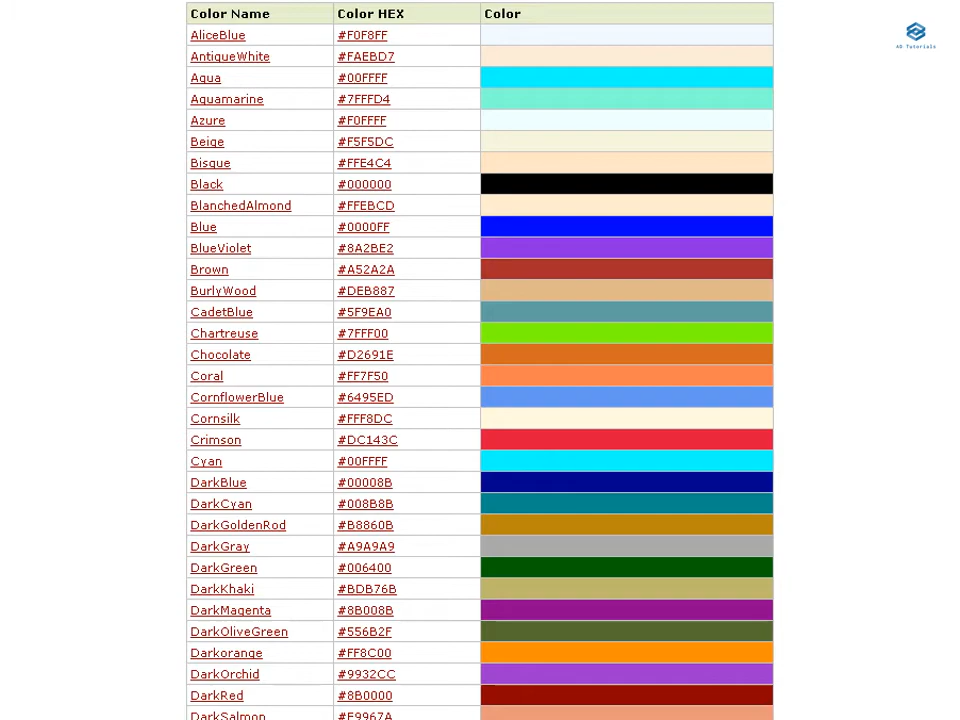 Color Name Color HEX Color
AliceBlue #F0F8FF
AntiqueWhite #FAEBD7
Aqua #00FFFF
Aquamarine #7FFFD4
Azure #F0FFFF
Beige #F5F5DC
Bisque #FFE4C4
Black #000000
BlanchedAlmond #FFEBCD
Blue #0000FF
BlueViolet #8A2BE2
Brown #A52A2A
BurlyWood #DEB887
CadetBlue #5F9EA0
Chartreuse #7FFF00
Chocolate #D2691E
Coral #FF7F50
CornflowerBlue #6495ED
Cornsilk #FFF8DC
Crimson #DC143C
Cyan #00FFFF
DarkBlue #00008B
DarkCyan #008B8B
DarkGoldenRod #B8860B
DarkGray #A9A9A9
DarkGreen #006400
DarkKhaki #BDB76B
DarkMagenta #8B008B
DarkOliveGreen #556B2F
Darkorange #FF8C00
DarkOrchid #9932CC
DarkRed #8B0000
DarkSalmon #E9967A
AD Tutorials